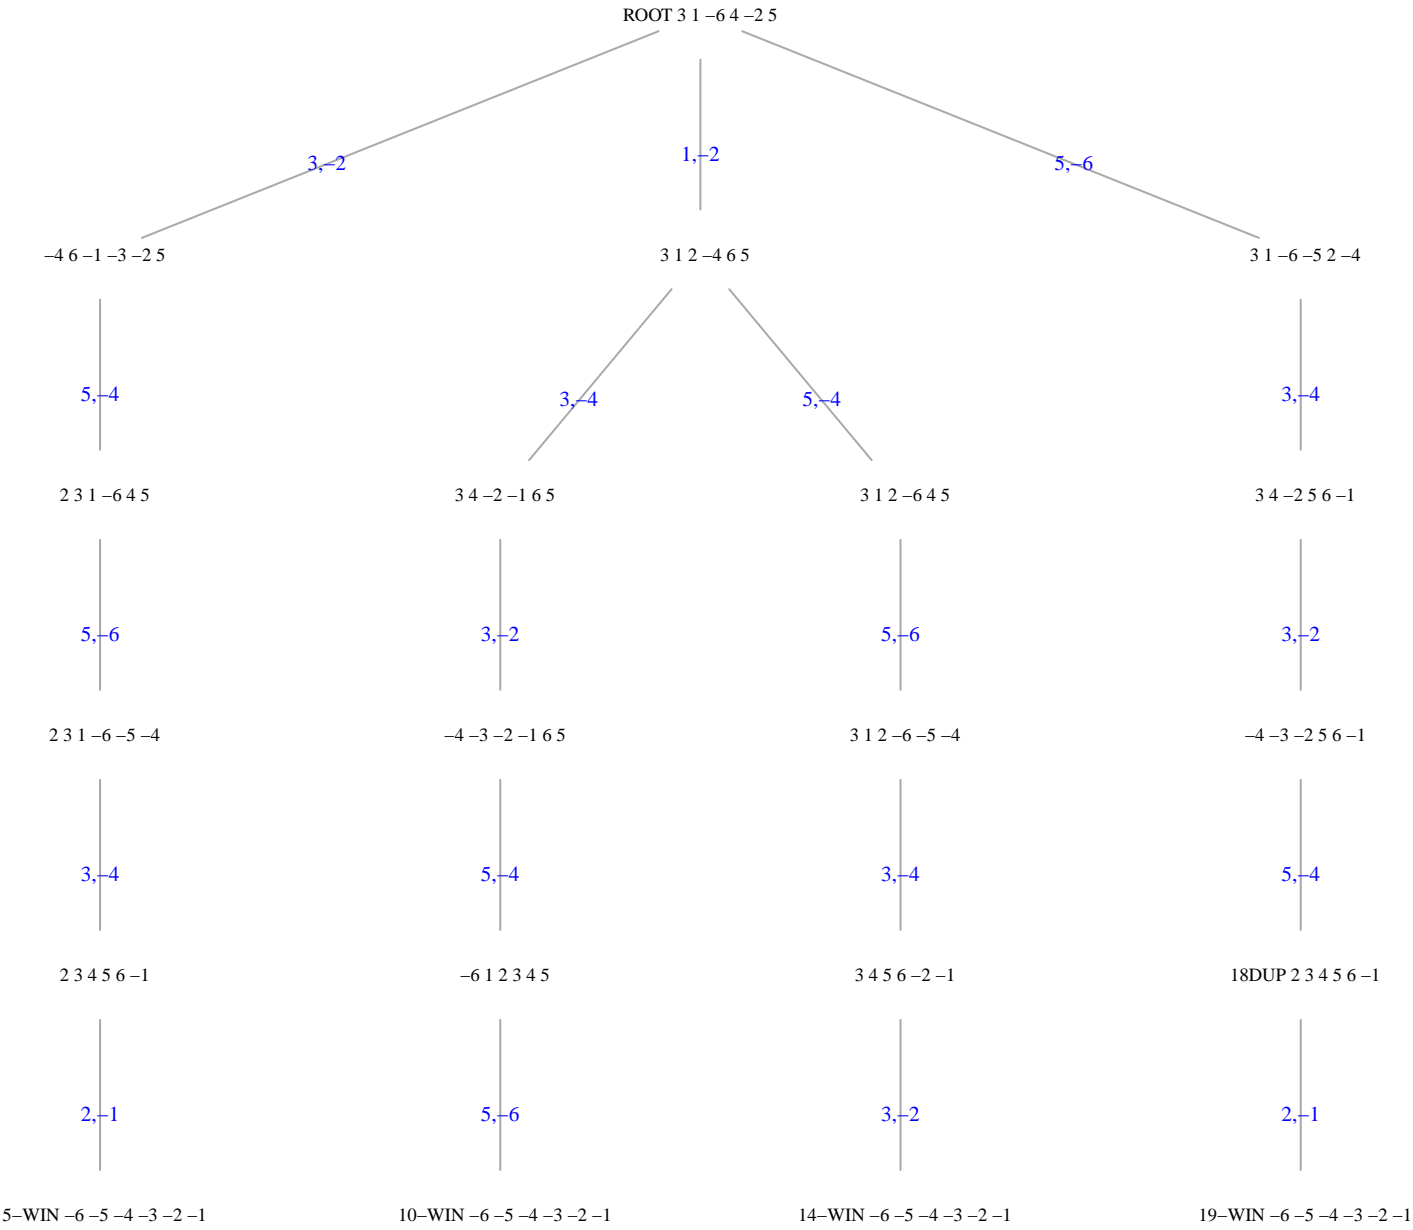 ROOT 3 1 −6 4 −2 5
3,−2
1,−2
5,−6
−4 6 −1 −3 −2 5
3 1 2 −4 6 5
3 1 −6 −5 2 −4
5,−4
3,−4
5,−4
3,−4
2 3 1 −6 4 5
3 4 −2 −1 6 5
3 1 2 −6 4 5
3 4 −2 5 6 −1
5,−6
3,−2
5,−6
3,−2
2 3 1 −6 −5 −4
−4 −3 −2 −1 6 5
3 1 2 −6 −5 −4
−4 −3 −2 5 6 −1
3,−4
5,−4
3,−4
5,−4
2 3 4 5 6 −1
−6 1 2 3 4 5
3 4 5 6 −2 −1
18DUP 2 3 4 5 6 −1
2,−1
5,−6
3,−2
2,−1
5−WIN −6 −5 −4 −3 −2 −1
10−WIN −6 −5 −4 −3 −2 −1
14−WIN −6 −5 −4 −3 −2 −1
19−WIN −6 −5 −4 −3 −2 −1